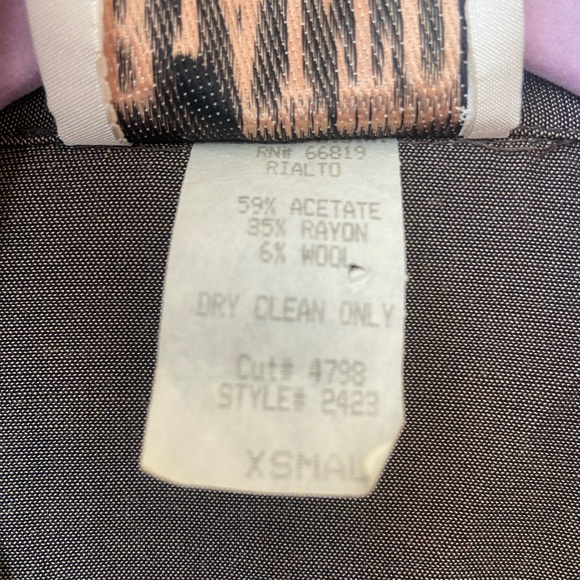 RN# 66819
RIALTO
59% ACETATE
35% RAYON
6% WOOL
DRY CLEAN ONLY
Cut# 4798
STYLE# 2423
XSMAL